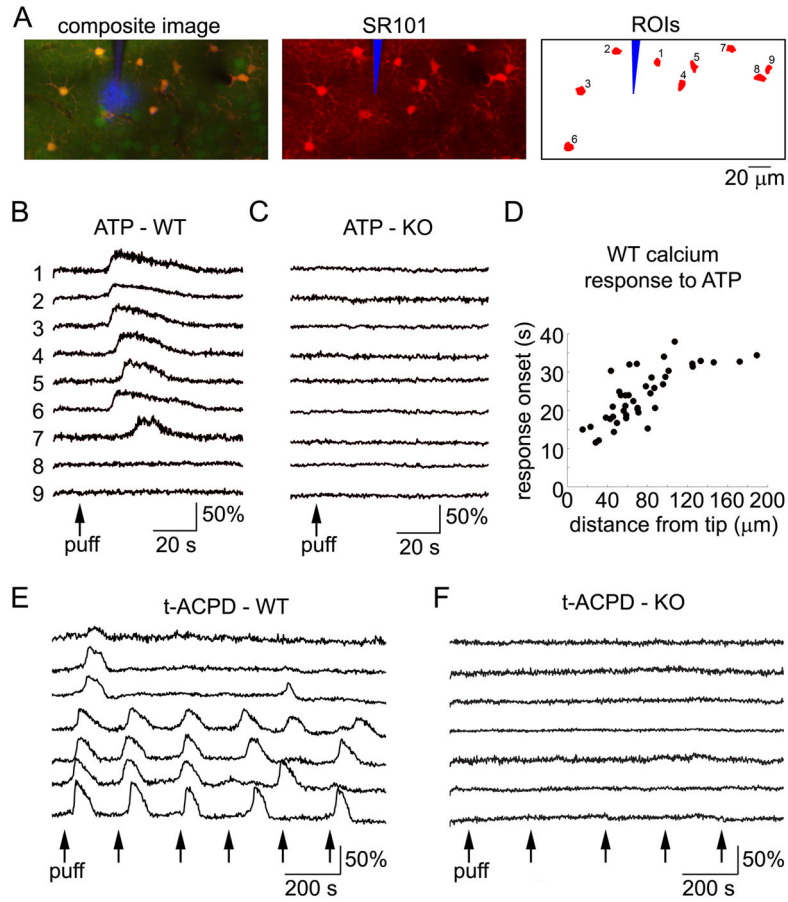 A
composite image
SR101
ROIs
2
1
5
7
9
8
3
4
6
20 μm
B
ATP - WT
C
ATP - KO
D
WT calcium
response to ATP
1
2
3
4
5
6
7
8
9
puff
20 s
50%
puff
20 s
50%
response onset (s)
40
30
20
10
0
0
40
80
120
160
200
distance from tip (μm)
E
t-ACPD - WT
F
t-ACPD - KO
puff
200 s
50%
puff
200 s
50%